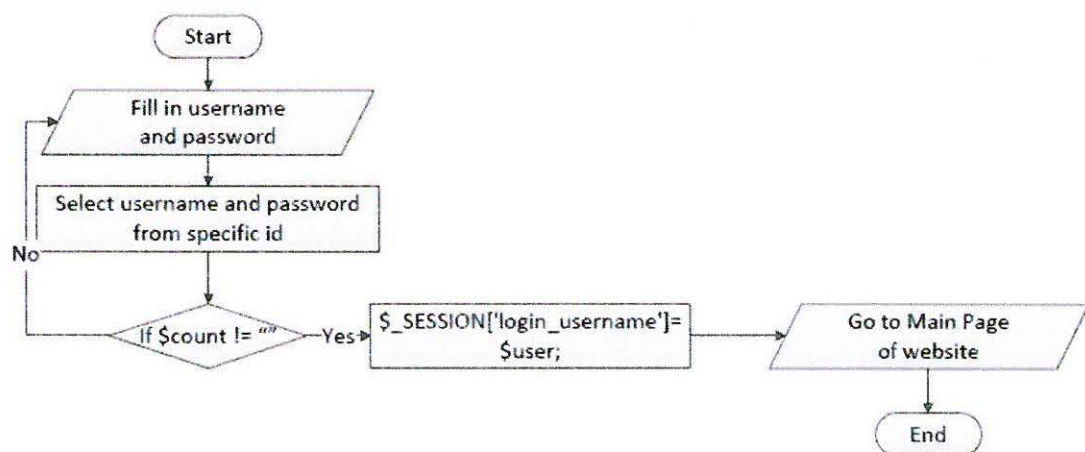 Start
Fill in username
and password
Select username and password
from specific id
No
If $count != “”
Yes
$_SESSION['login_username']=
$user;
Go to Main Page
of website
End